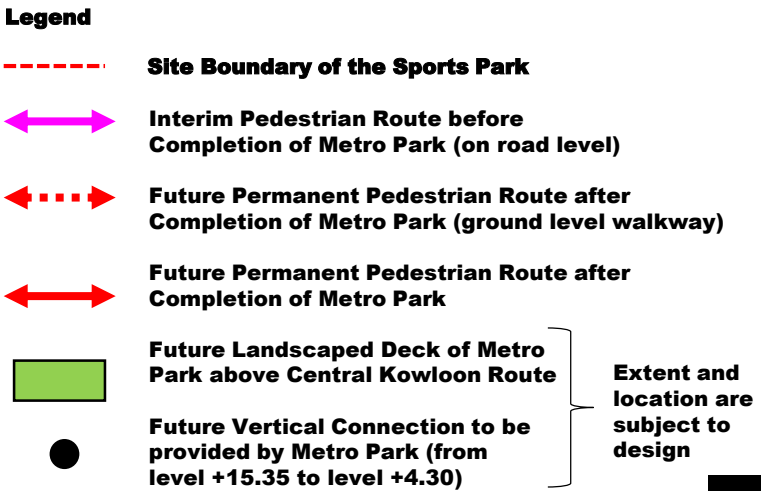 Legend
Site Boundary of the Sports Park
Interim Pedestrian Route before
Completion of Metro Park (on road level)
Future Permanent Pedestrian Route after
Completion of Metro Park (ground level walkway)
Future Permanent Pedestrian Route after
Completion of Metro Park
Future Landscaped Deck of Metro
Park above Central Kowloon Route
Future Vertical Connection to be
provided by Metro Park (from
level +15.35 to level +4.30)
Extent and
location are
subject to
design